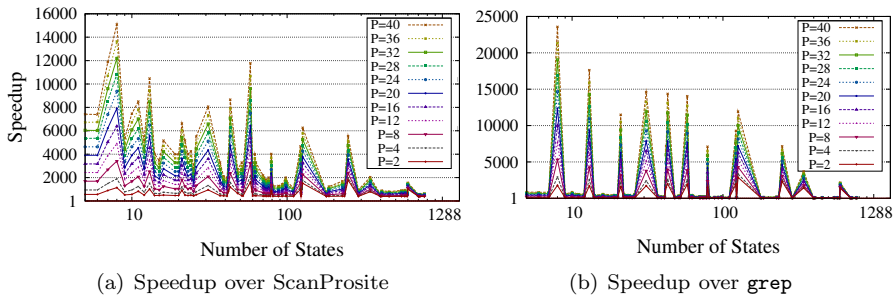 16000
14000
12000
10000
8000
6000
4000
2000
1
Speedup
10
100
1288
Number of States
P=40
P=36
P=32
P=28
P=24
P=20
P=16
P=12
P=8
P=4
P=2
(a) Speedup over ScanProsite
25000
20000
15000
10000
5000
1
10
100
1288
Number of States
P=40
P=36
P=32
P=28
P=24
P=20
P=16
P=12
P=8
P=4
P=2
(b) Speedup over grep